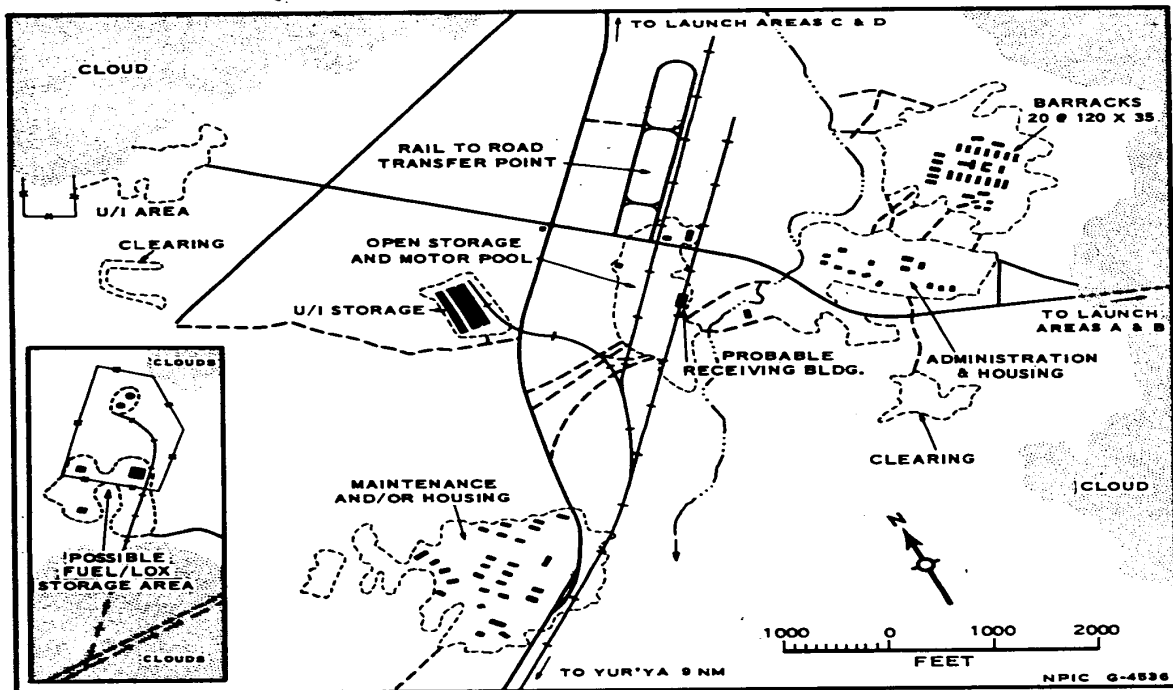 TO LAUNCH AREAS C & D
CLOUD
BARRACKS
20 @ 120 X 35
RAIL TO ROAD
TRANSFER POINT
U/I AREA
CLEARING
OPEN STORAGE
AND MOTOR POOL
U/I STORAGE
TO LAUNCH
AREAS A & B
PROBABLE
RECEIVING BLDG.
ADMINISTRATION
& HOUSING
CLOUDS
CLEARING
CLOUD
MAINTENANCE
AND/OR HOUSING
N
POSSIBLE
FUEL/LOX
STORAGE AREA
CLOUDS
1000 0 1000 2000
FEET
TO YUR'YA 9 NM
NPIC G-4536